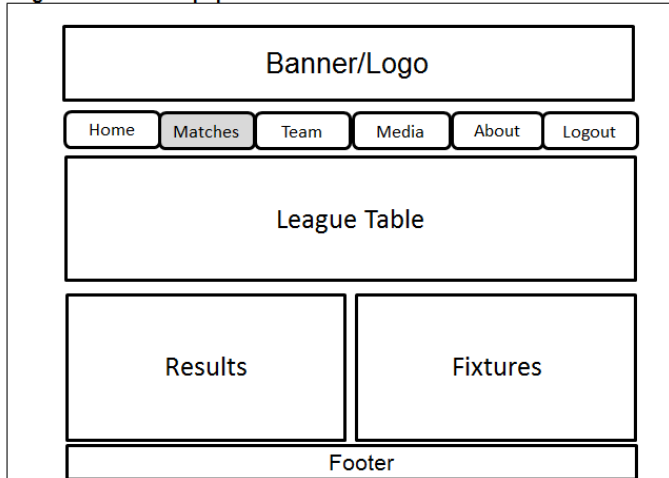 Banner/Logo
Home Matches Team Media About Logout
League Table
Results Fixtures
Footer